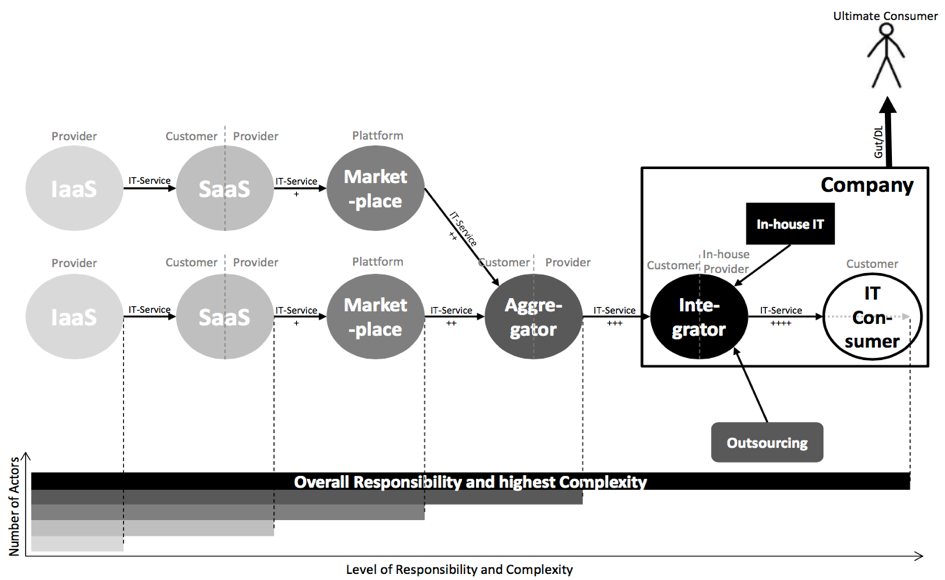 Ultimate Consumer
Gut/DL
Provider
Customer
Provider
Plattform
IaaS
IT-Service
SaaS
IT-Service
+
Market
-place
IT-Service
++
Company
In-house IT
Provider
Customer
Provider
Platform
Customer
Provider
Customer
In-house
Provider
Customer
IaaS
IT-Service
SaaS
IT-Service
+
Market
-place
IT-Service
++
Aggre-
gator
IT-Service
+++
Inte-
grator
IT-Service
++++
IT
Con-
sumer
Outsourcing
Number of Actors
Overall Responsibility and highest Complexity
Level of Responsibility and Complexity